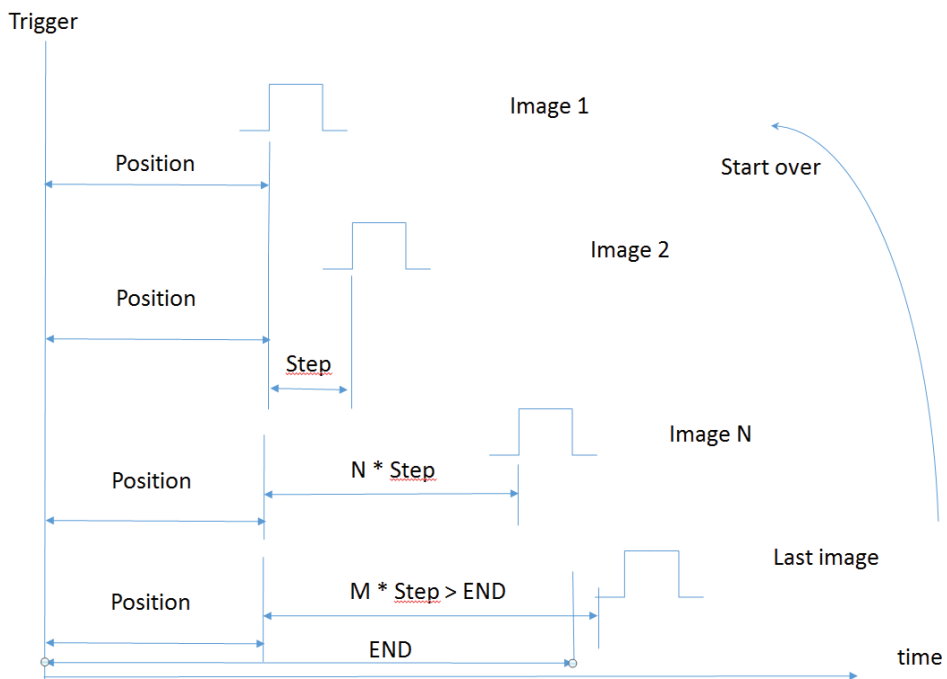 Trigger
Image 1
Position
Start over
Image 2
Position
Step
Image N
N * Step
Position
Last image
M * Step > END
Position
END
time